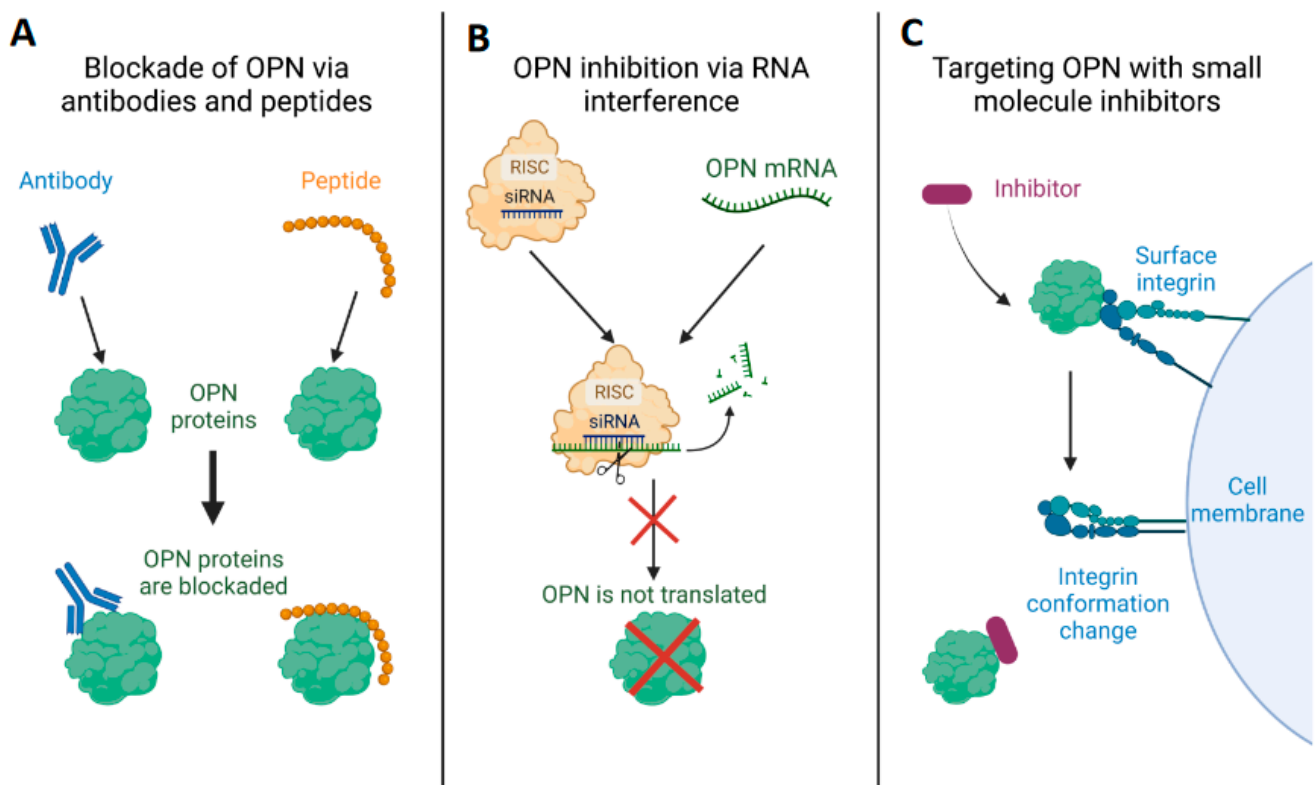 A
Blockade of OPN via
antibodies and peptides
Antibody
Peptide
OPN
proteins
OPN proteins
are blockaded
B
OPN inhibition via RNA
interference
RISC
siRNA
OPN mRNA
RISC
siRNA
OPN is not translated
C
Targeting OPN with small
molecule inhibitors
Inhibitor
Surface
integrin
Cell
membrane
Integrin
conformation
change